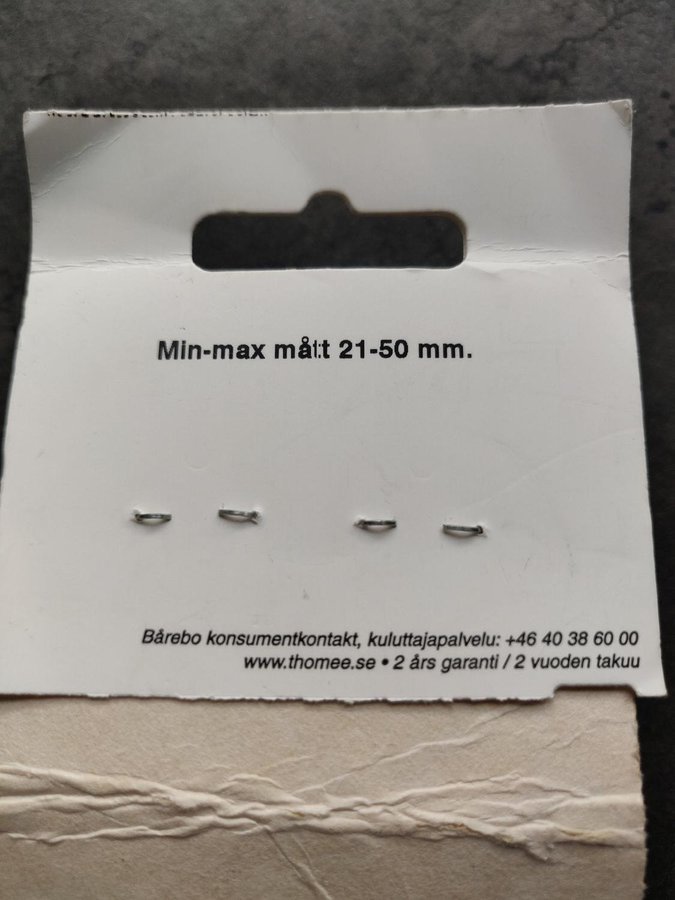 Min-max mått 21-50 mm.
Bårebo konsumentkontakt, kuluttajapalvelu: +46 40 38 60 00
www.thomee.se • 2 års garanti / 2 vuoden takuu